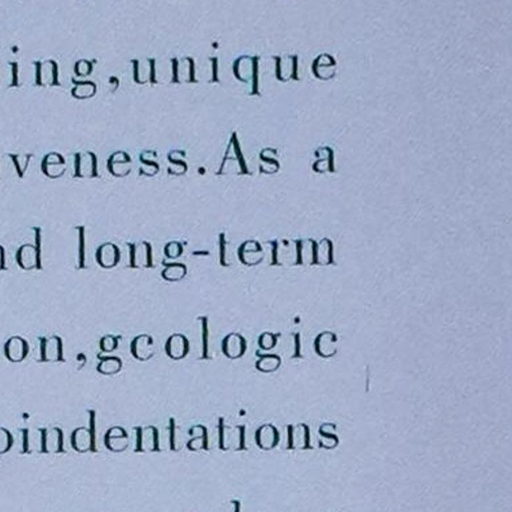 ing,unique
veness.As a
nd long-term
on,gcologic
oindentations